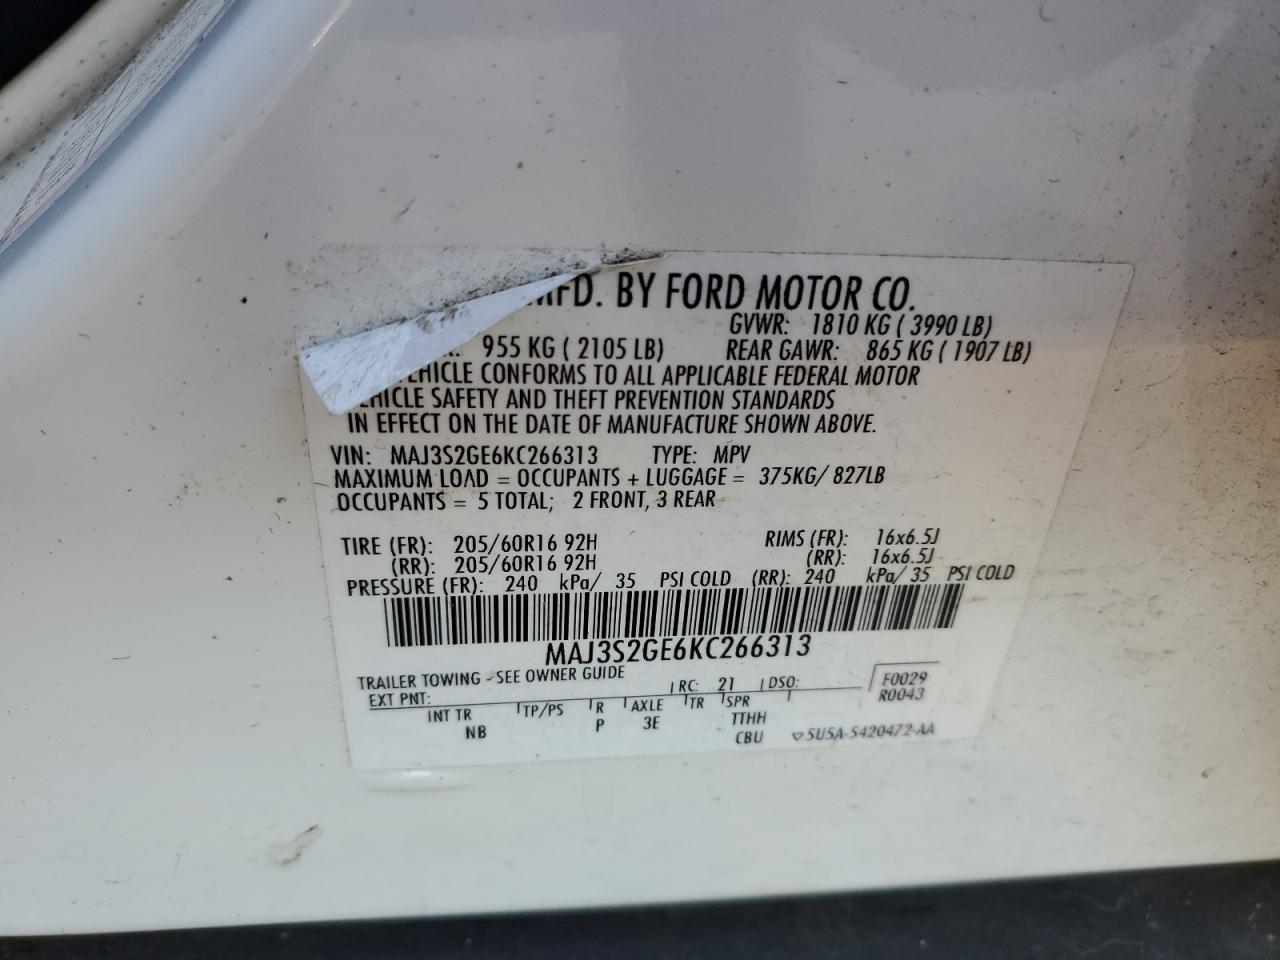 MFD. BY FORD MOTOR CO.
GVWR: 1810 KG ( 3990 LB)
955 KG ( 2105 LB) REAR GAWR: 865 KG ( 1907 LB)
VEHICLE CONFORMS TO ALL APPLICABLE FEDERAL MOTOR
VEHICLE SAFETY AND THEFT PREVENTION STANDARDS
IN EFFECT ON THE DATE OF MANUFACTURE SHOWN ABOVE.
VIN: MAJ3S2GE6KC266313 TYPE: MPV
MAXIMUM LOAD = OCCUPANTS + LUGGAGE = 375KG/ 827LB
OCCUPANTS = 5 TOTAL; 2 FRONT, 3 REAR
TIRE (FR): 205/60R16 92H RIMS (FR): 16x6.5J
(RR): 205/60R16 92H (RR): 16x6.5J
PRESSURE (FR): 240 kPa/ 35 PSI COLD (RR): 240 kPa/ 35 PSI COLD
MAJ3S2GE6KC266313
TRAILER TOWING - SEE OWNER GUIDE
EXT PNT: RC: 21 DSO: F0029
R0043
INT TR TP/PS R AXLE TR SPR
NB P 3E TTHH
CBU 5U5A-5420472-AA